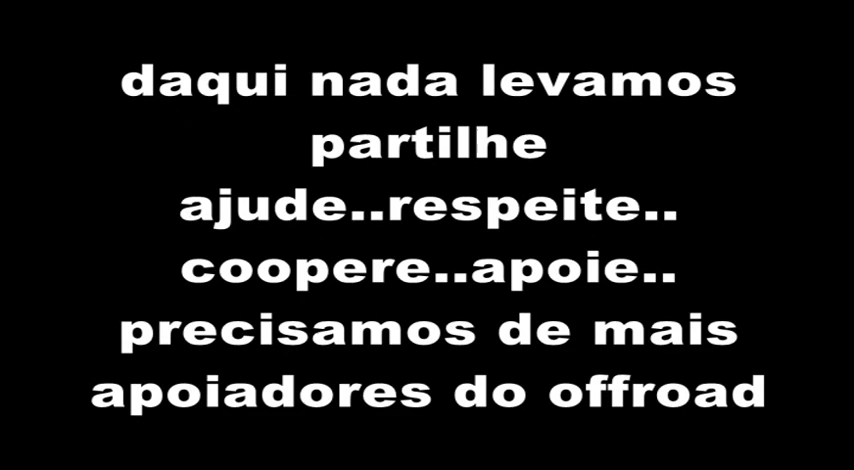 daqui nada levamos
partilhe
ajude..respeite..
coopere..apoie..
precisamos de mais
apoiadores do offroad